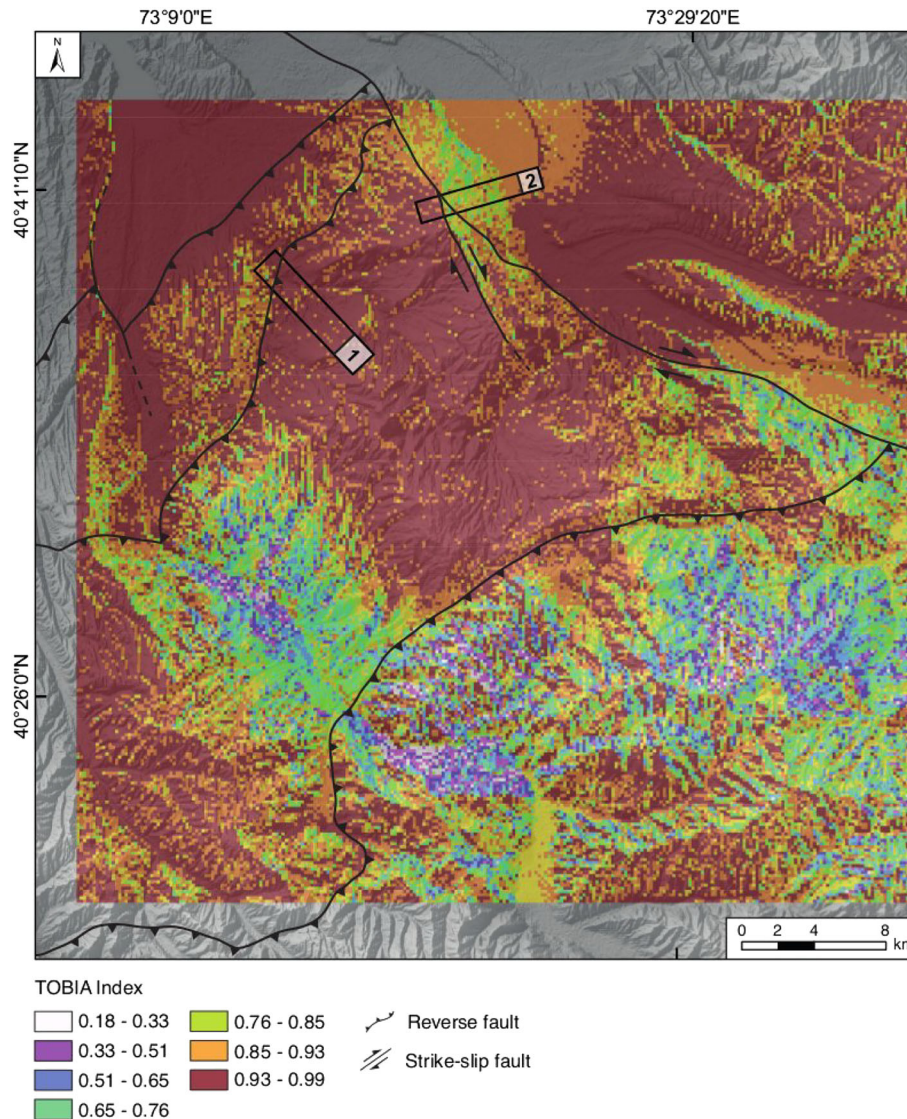 73°9'0"E 73°29'20"E
N
40°41'10"N
2
1
40°26'0"N
0 2 4 8
km
TOBIA Index
0.18 - 0.33
0.33 - 0.51
0.51 - 0.65
0.65 - 0.76
0.76 - 0.85
0.85 - 0.93
0.93 - 0.99
Reverse fault
Strike-slip fault